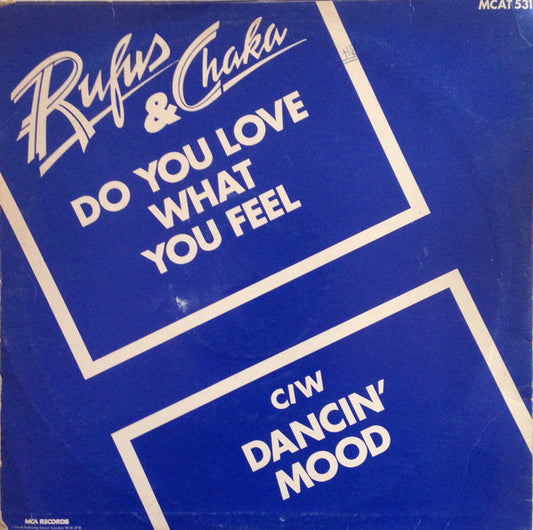 MCAT 531
Rufus
& Chaka
DO YOU LOVE
WHAT
YOU FEEL
C/W
DANCIN'
MOOD
MCA RECORDS